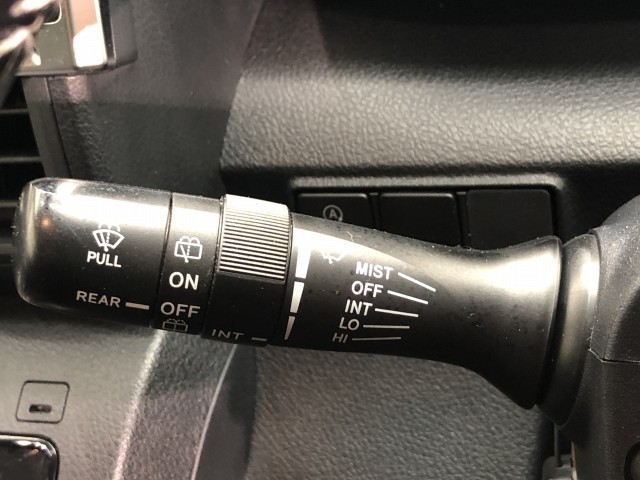 PULL
REAR
ON
OFF
INT
MIST
OFF
INT
LO
HI
A